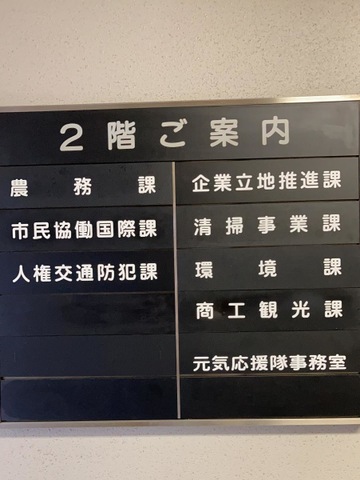 2階ご案内
農務課
市民協働国際課
人権交通防犯課
企業立地推進課
清掃事業課
環境課
商工観光課
元気応援隊事務室